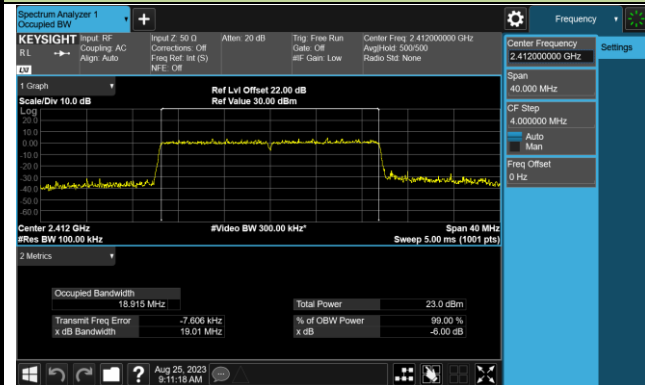 Spectrum Analyzer 1
Occupied BW
+
Frequency
KEYSIGHT
RL
LXI
Input: RF
Coupling: AC
Align: Auto
Input Z: 50 Ω
Corrections: Off
Freq Ref: Int (S)
NFE: Off
Atten: 20 dB
Trig: Free Run
Gate: Off
#IF Gain: Low
Center Freq: 2.412000000 GHz
Avg|Hold: 500/500
Radio Std: None
Center Frequency
2.412000000 GHz
Settings
Span
40.000 MHz
CF Step
4.000000 MHz
Auto
Man
Freq Offset
0 Hz
1 Graph
Scale/Div 10.0 dB
Ref Lvl Offset 22.00 dB
Ref Value 30.00 dBm
Log
20.0
10.0
0.00
-10.0
-20.0
-30.0
-40.0
-50.0
-60.0
Center 2.412 GHz
#Res BW 100.00 kHz
#Video BW 300.00 kHz*
Span 40 MHz
Sweep 5.00 ms (1001 pts)
2 Metrics
Occupied Bandwidth
18.915 MHz
Total Power 23.0 dBm
Transmit Freq Error -7.606 kHz
% of OBW Power 99.00 %
x dB Bandwidth 19.01 MHz
x dB -6.00 dB
?
Aug 25, 2023
9:11:18 AM